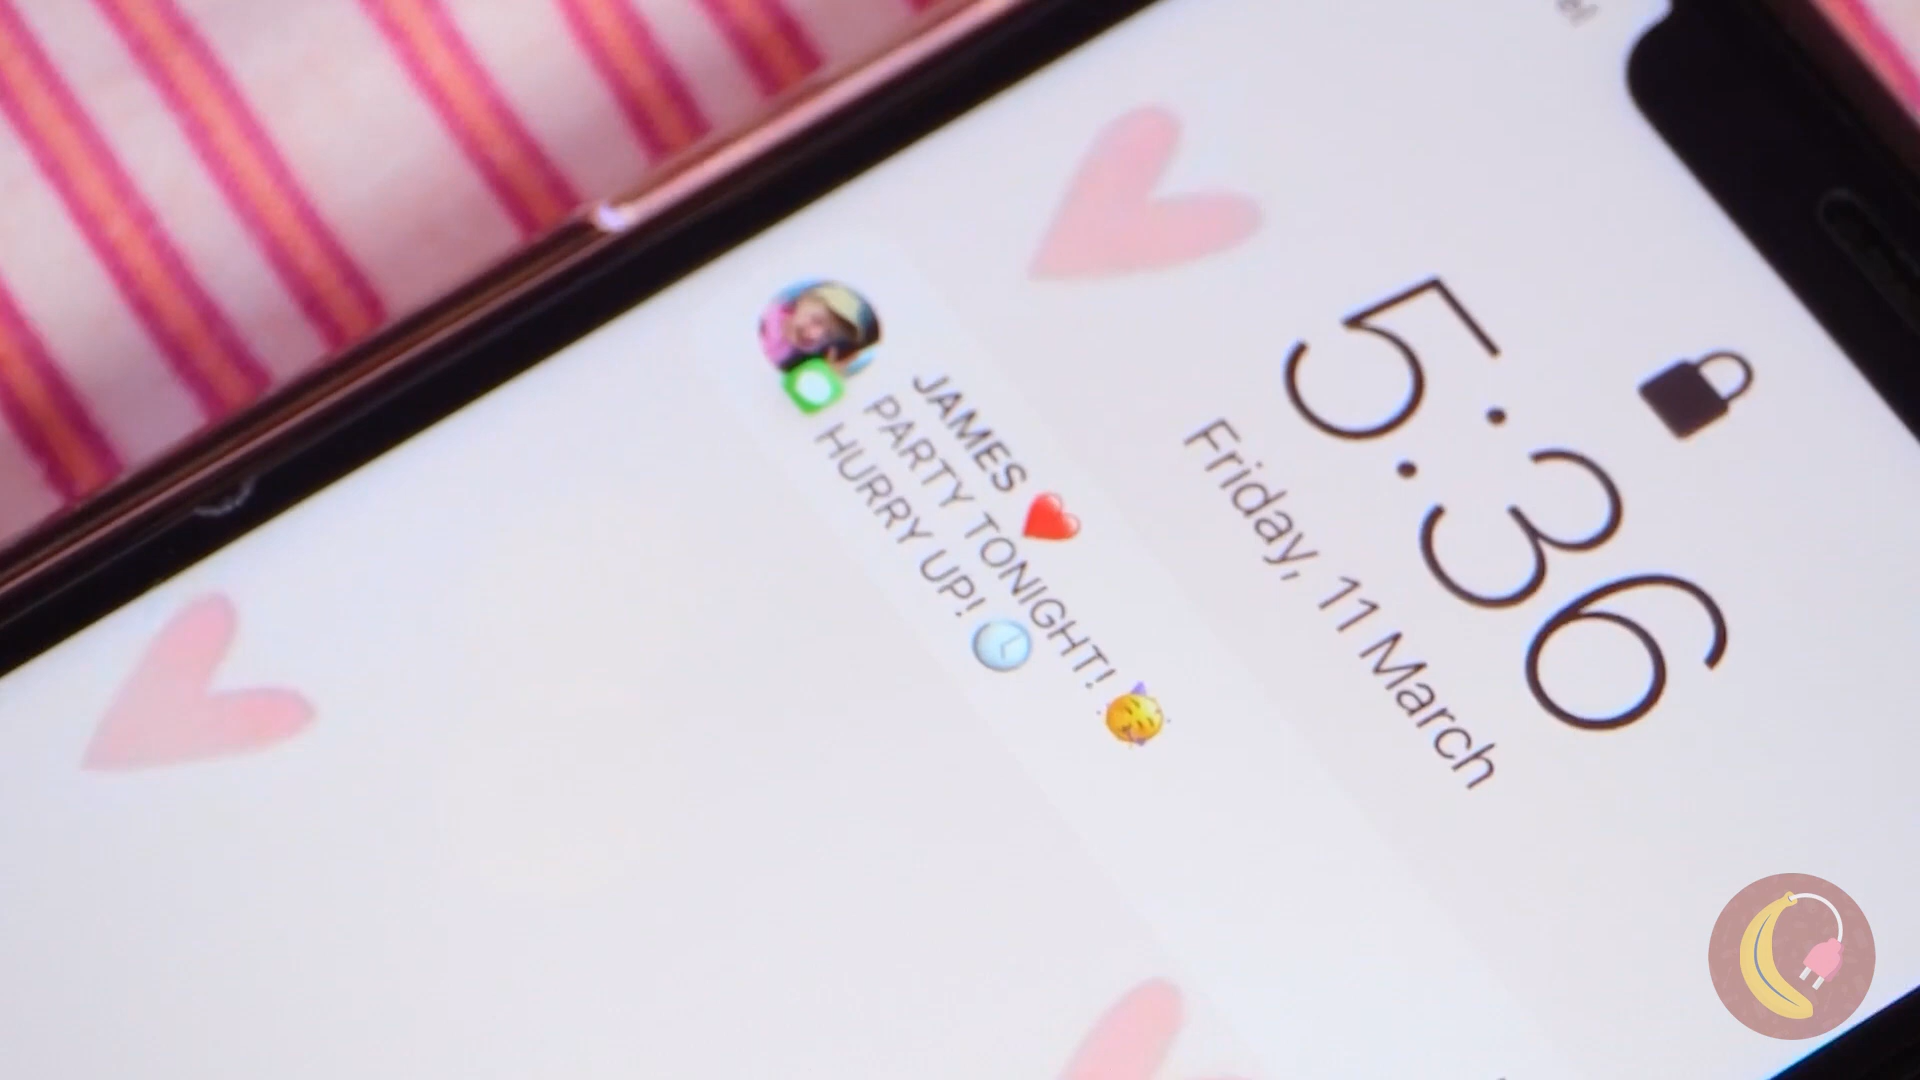 5:36
Friday, 11 March
JAMES ❤️
PARTY TONIGHT! 🥳
HURRY UP! 🕓